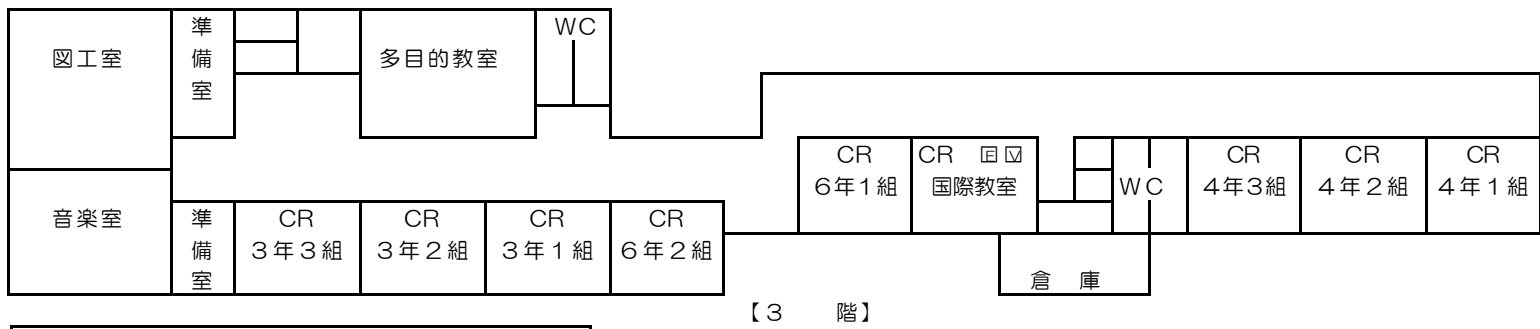 図工室
準備室
多目的教室
WC
音楽室
準備室
CR
3年3組
CR
3年2組
CR
3年1組
CR
6年2組
CR
6年1組
CR F V
国際教室
WC
CR
4年3組
CR
4年2組
CR
4年1組
倉 庫
【3 階】